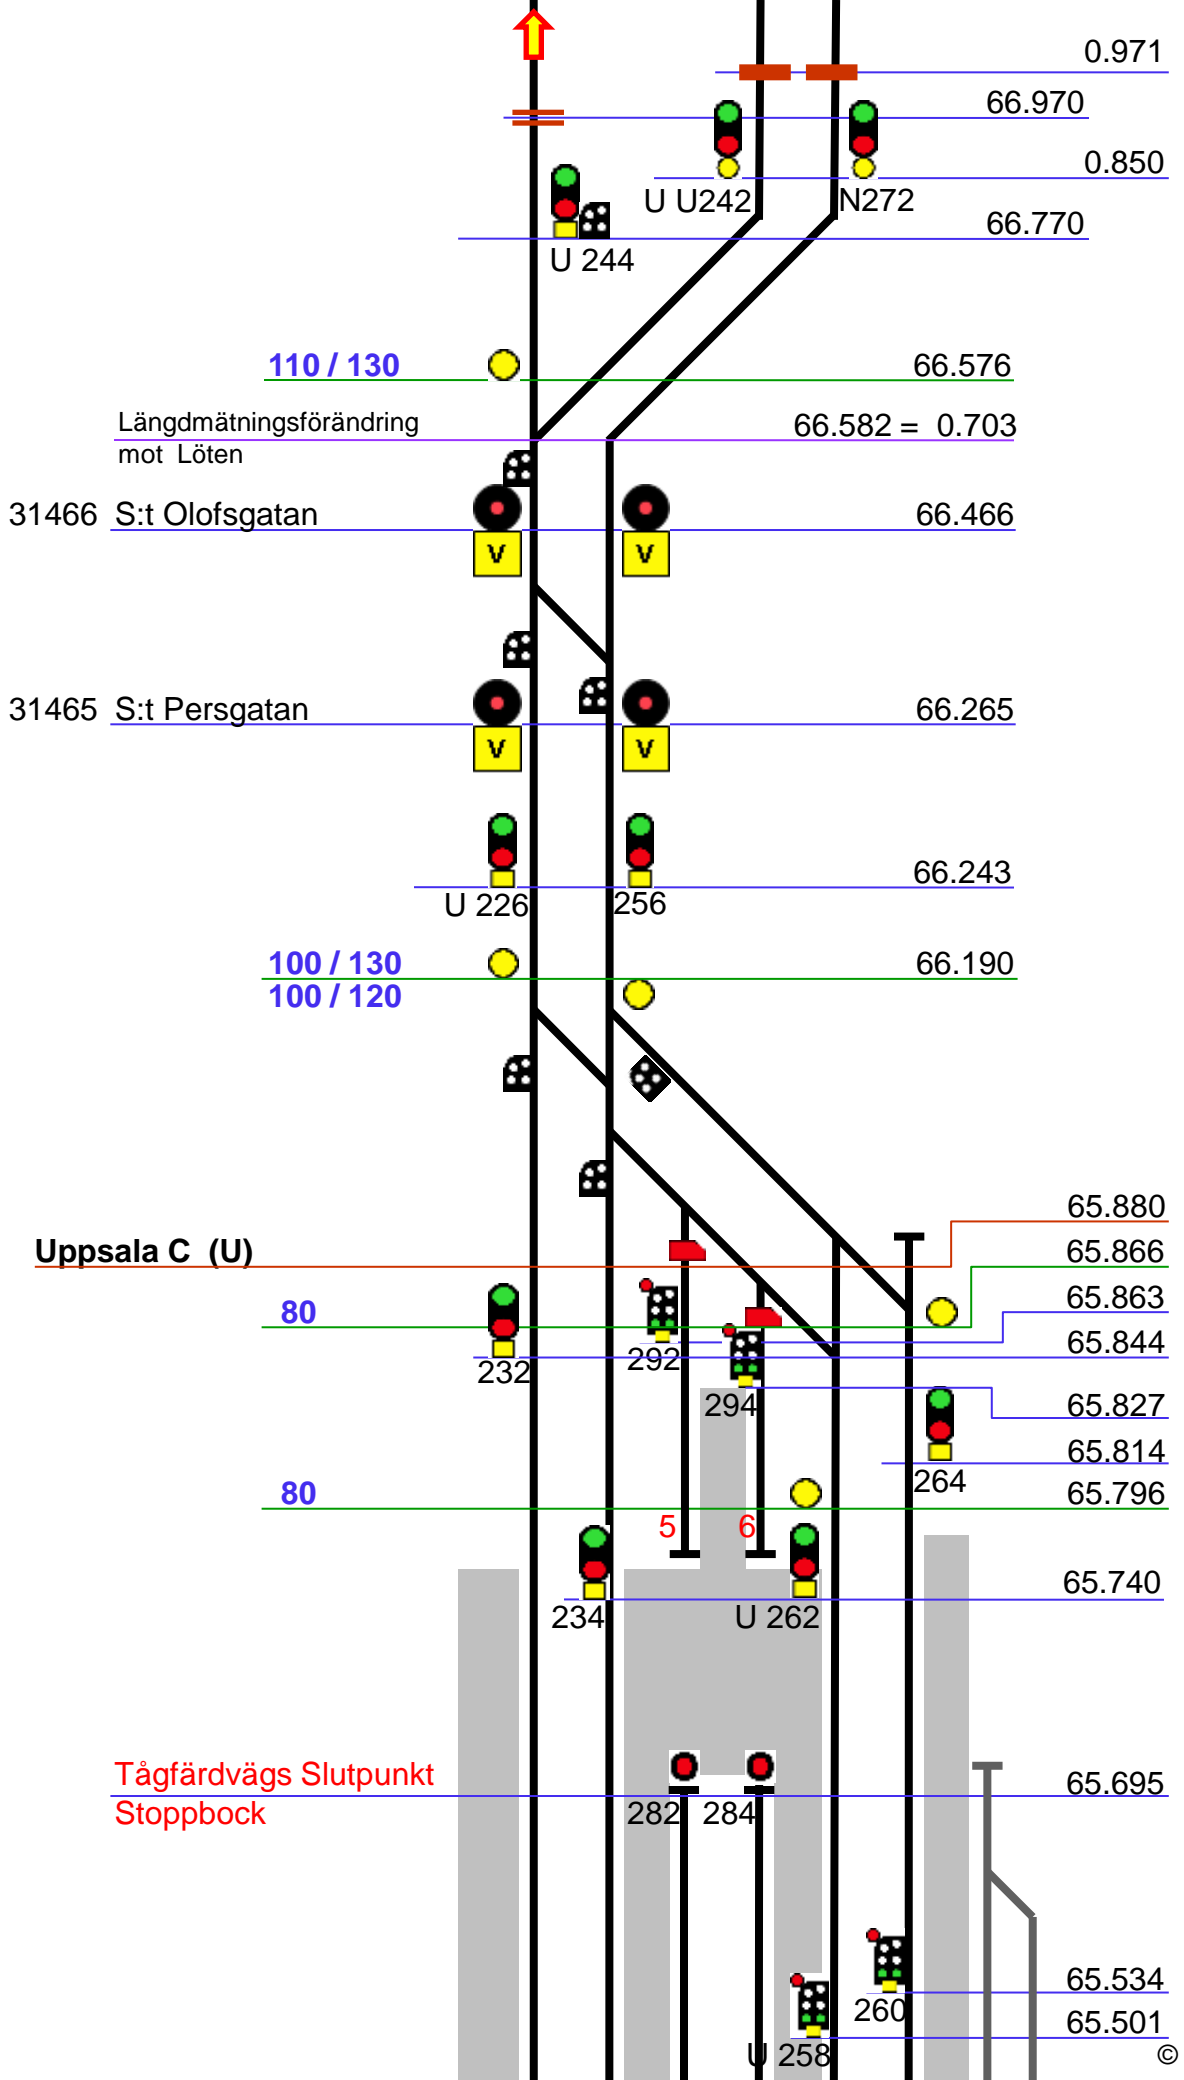 0.971
66.970
0.850
U U242
N272
66.770
U 244
110 / 130
66.576
Längdmätningsförändring
66.582 = 0.703
mot Löten
31466 S:t Olofsgatan
66.466
V V
31465 S:t Persgatan
66.265
V V
66.243
U 226
256
100 / 130
66.190
100 / 120
65.880
Uppsala C (U)
65.866
65.863
80
65.844
292
232
294
65.827
65.814
264
80
65.796
5
6
65.740
234
U 262
Tågfärdvägs Slutpunkt
65.695
Stoppbock
282
284
65.534
260
65.501
U 258
©